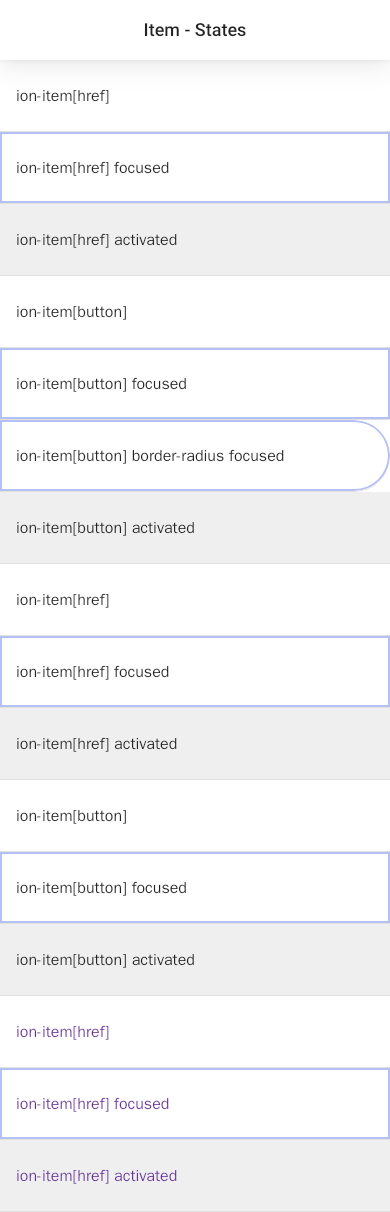 Item - States
ion-item[href]
ion-item[href] focused
ion-item[href] activated
ion-item[button]
ion-item[button] focused
ion-item[button] border-radius focused
ion-item[button] activated
ion-item[href]
ion-item[href] focused
ion-item[href] activated
ion-item[button]
ion-item[button] focused
ion-item[button] activated
ion-item[href]
ion-item[href] focused
ion-item[href] activated